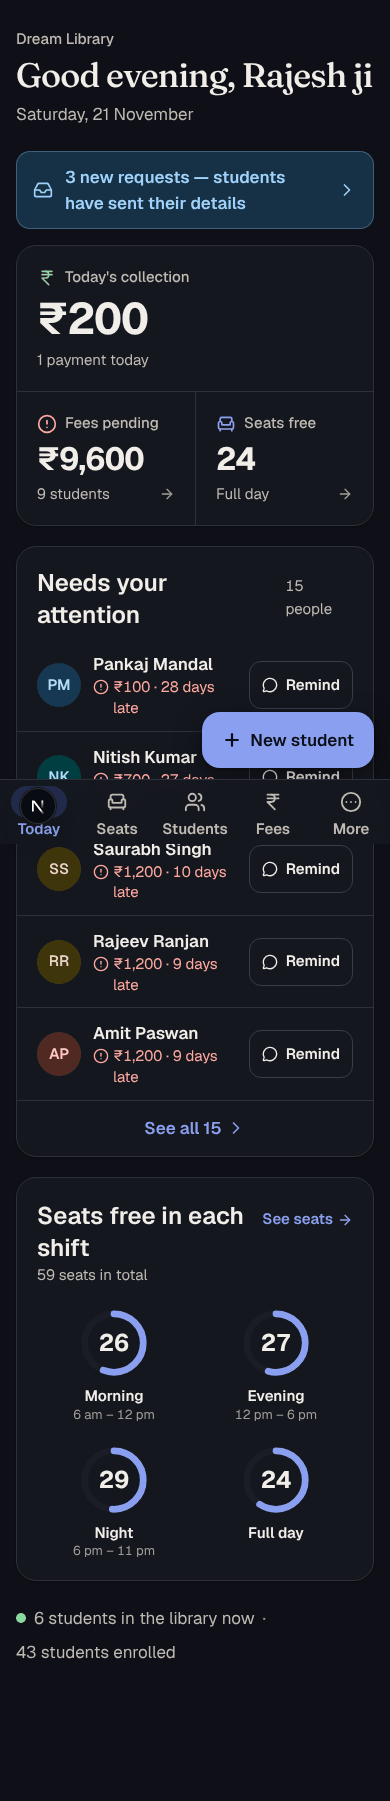 Dream Library
Good evening, Rajesh ji
Saturday, 21 November
3 new requests — students
have sent their details
Today's collection
₹200
1 payment today
Fees pending
₹9,600
9 students
Seats free
24
Full day
Needs your
attention
15
people
PM
Pankaj Mandal
₹100 · 28 days
late
Remind
New student
NK
Nitish Kumar
₹700 · 27 days
Remind
N
Today
Seats
Students
Fees
More
SS
Saurabh Singh
₹1,200 · 10 days
late
Remind
RR
Rajeev Ranjan
₹1,200 · 9 days
late
Remind
AP
Amit Paswan
₹1,200 · 9 days
late
Remind
See all 15
Seats free in each
shift
See seats
59 seats in total
26
Morning
6 am – 12 pm
27
Evening
12 pm – 6 pm
29
Night
6 pm – 11 pm
24
Full day
6 students in the library now ·
43 students enrolled